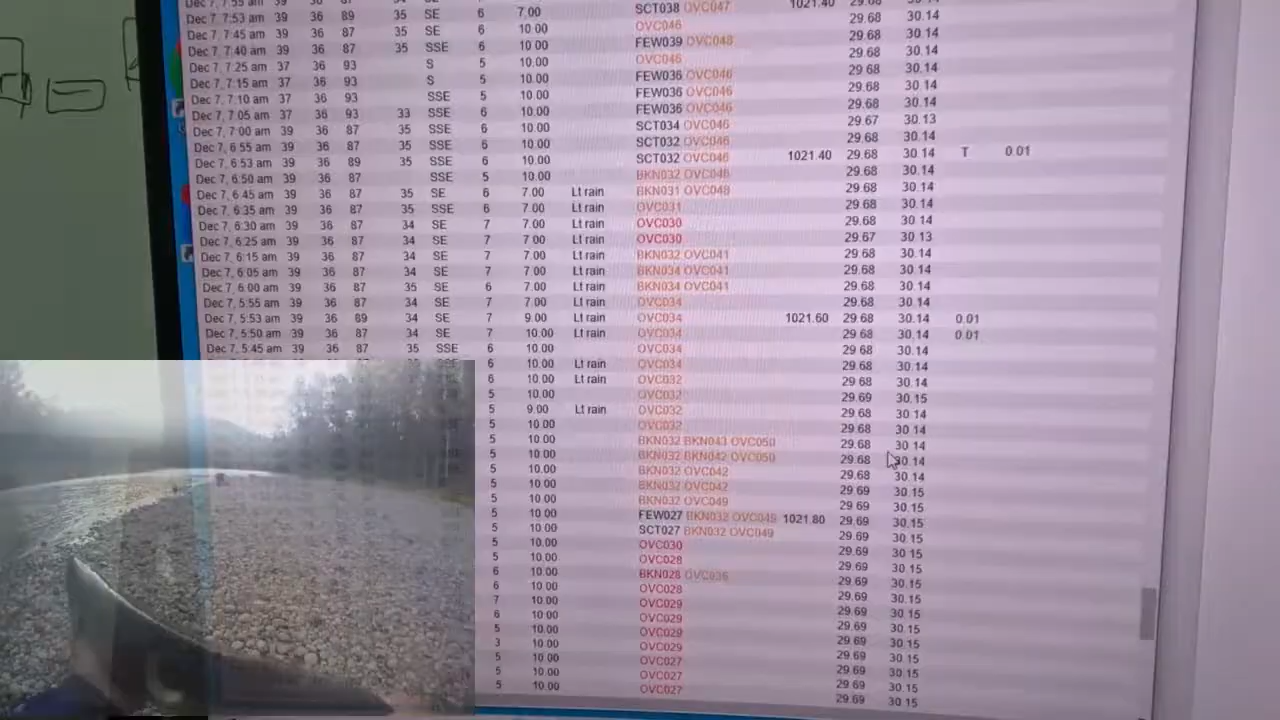 Dec 7, 7:55 am 39
Dec 7, 7:53 am 39 36 89 35 SE 6 7.00 SCT038 OVC047 1021.40 29.68 30.14
Dec 7, 7:45 am 39 36 87 35 SE 6 10.00 OVC046 29.68 30.14
Dec 7, 7:40 am 39 36 87 35 SSE 6 10.00 FEW039 OVC048 29.68 30.14
Dec 7, 7:25 am 37 36 93 S 5 10.00 OVC046 29.68 30.14
Dec 7, 7:15 am 37 36 93 S 5 10.00 FEW036 OVC046 29.68 30.14
Dec 7, 7:10 am 37 36 93 SSE 5 10.00 FEW036 OVC046 29.68 30.14
Dec 7, 7:05 am 37 36 93 33 SSE 6 10.00 FEW036 OVC046 29.67 30.13
Dec 7, 7:00 am 39 36 87 35 SSE 6 10.00 SCT034 OVC046 29.68 30.14
Dec 7, 6:55 am 39 36 87 35 SSE 6 10.00 SCT032 OVC046
Dec 7, 6:53 am 39 36 89 35 SSE 6 10.00 SCT032 OVC046 1021.40 29.68 30.14 T 0.01
Dec 7, 6:50 am 39 36 87 SSE 5 10.00 BKN032 OVC048 29.68 30.14
Dec 7, 6:45 am 39 36 87 35 SE 6 7.00 Lt rain BKN031 OVC048 29.68 30.14
Dec 7, 6:35 am 39 36 87 35 SSE 6 7.00 Lt rain OVC031 29.68 30.14
Dec 7, 6:30 am 39 36 87 34 SE 7 7.00 Lt rain OVC030 29.68 30.14
Dec 7, 6:25 am 39 36 87 34 SE 7 7.00 Lt rain OVC030 29.67 30.13
Dec 7, 6:15 am 39 36 87 34 SE 7 7.00 Lt rain BKN032 OVC041 29.68 30.14
Dec 7, 6:05 am 39 36 87 34 SE 7 7.00 Lt rain BKN034 OVC041 29.68 30.14
Dec 7, 6:00 am 39 36 87 35 SE 6 7.00 Lt rain BKN034 OVC041 29.68 30.14
Dec 7, 5:55 am 39 36 87 34 SE 7 7.00 Lt rain OVC034 29.68 30.14
Dec 7, 5:53 am 39 36 89 34 SE 7 9.00 Lt rain OVC034 1021.60 29.68 30.14 0.01
Dec 7, 5:50 am 39 36 87 34 SE 7 10.00 Lt rain OVC034 29.68 30.14 0.01
Dec 7, 5:45 am 39 36 87 35 SSE 6 10.00 OVC034 29.68 30.14
6 10.00 Lt rain OVC034 29.68 30.14
6 10.00 Lt rain OVC032 29.68 30.14
5 10.00 OVC032 29.69 30.15
5 9.00 Lt rain OVC032 29.68 30.14
5 10.00 OVC032 29.68 30.14
5 10.00 BKN032 BKN043 OVC050 29.68 30.14
5 10.00 BKN032 BKN042 OVC050 29.68 30.14
5 10.00 BKN032 OVC042 29.68 30.14
5 10.00 BKN032 OVC042 29.69 30.15
5 10.00 BKN032 OVC049 29.69 30.15
5 10.00 FEW027 BKN032 OVC049 1021.80 29.69 30.15
5 10.00 SCT027 BKN032 OVC049 29.69 30.15
5 10.00 OVC030 29.69 30.15
5 10.00 OVC028 29.69 30.15
6 10.00 BKN028 OVC036 29.69 30.15
6 10.00 OVC028 29.69 30.15
7 10.00 OVC029 29.69 30.15
6 10.00 OVC029 29.69 30.15
5 10.00 OVC029 29.69 30.15
3 10.00 OVC029 29.69 30.15
5 10.00 OVC027 29.69 30.15
5 10.00 OVC027 29.69 30.15
5 10.00 OVC027 29.69 30.15